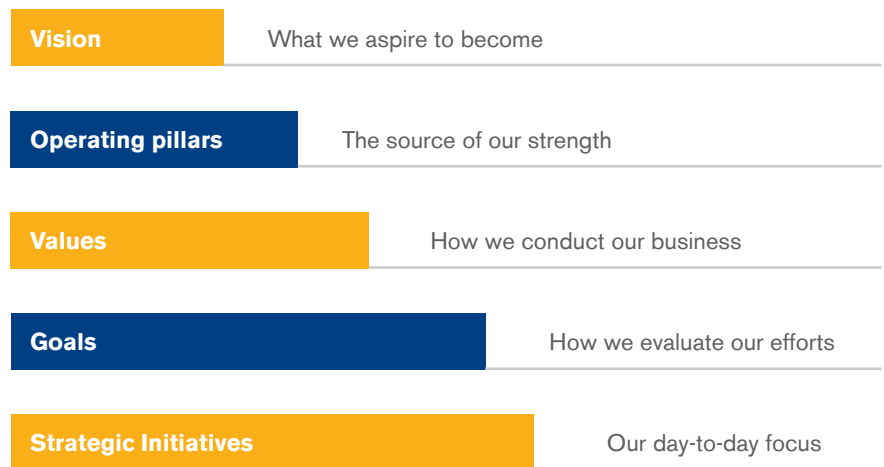 Vision What we aspire to become
Operating pillars The source of our strength
Values How we conduct our business
Goals How we evaluate our efforts
Strategic Initiatives Our day-to-day focus